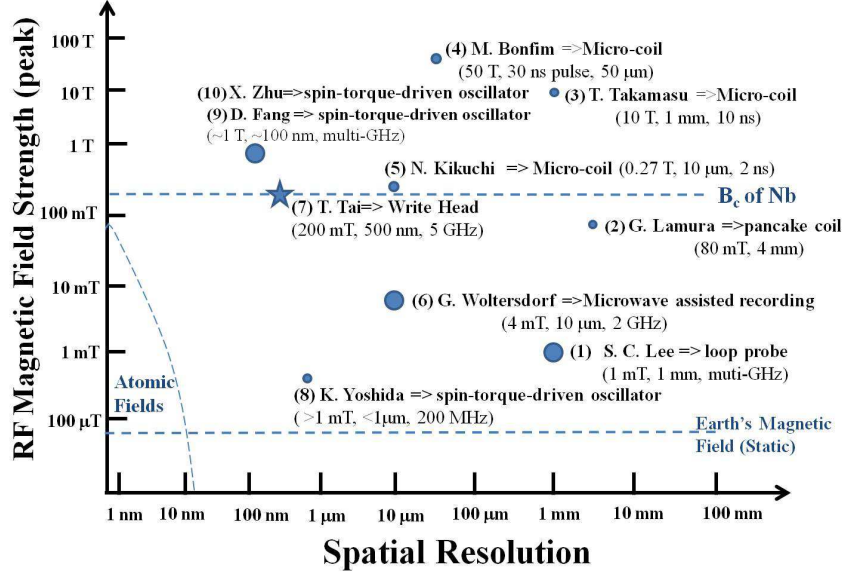 RF Magnetic Field Strength (peak)
100 T
10 T
1 T
100 mT
10 mT
1 mT
100 μT
(4) M. Bonfim =>Micro-coil
(50 T, 30 ns pulse, 50 μm)
(10) X. Zhu=>spin-torque-driven oscillator
(9) D. Fang => spin-torque-driven oscillator
(~1 T, ~100 nm, multi-GHz)
(3) T. Takamasu =>Micro-coil
(10 T, 1 mm, 10 ns)
(5) N. Kikuchi => Micro-coil (0.27 T, 10 μm, 2 ns)
Bc of Nb
(7) T. Tai=> Write Head
(200 mT, 500 nm, 5 GHz)
(2) G. Lamura =>pancake coil
(80 mT, 4 mm)
(6) G. Woltersdorf =>Microwave assisted recording
(4 mT, 10 μm, 2 GHz)
(1) S. C. Lee => loop probe
(1 mT, 1 mm, muti-GHz)
Atomic
Fields
(8) K. Yoshida => spin-torque-driven oscillator
( >1 mT, <1μm, 200 MHz)
Earth's Magnetic
Field (Static)
1 nm
10 nm
100 nm
1 μm
10 μm
100 μm
1 mm
10 mm
100 mm
Spatial Resolution